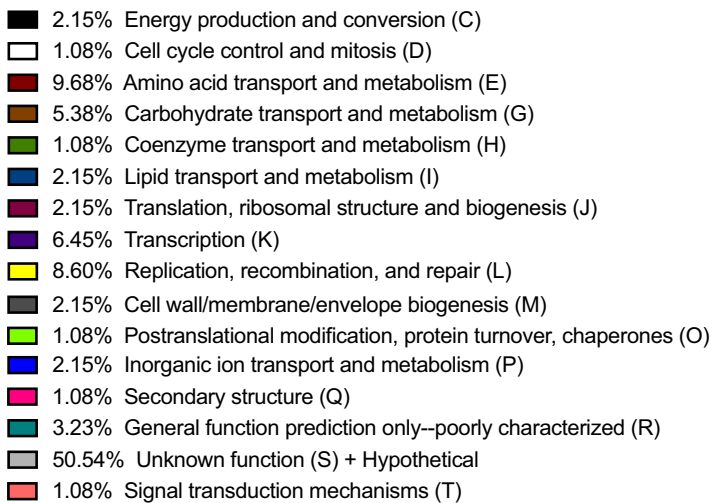 2.15% Energy production and conversion (C)
1.08% Cell cycle control and mitosis (D)
9.68% Amino acid transport and metabolism (E)
5.38% Carbohydrate transport and metabolism (G)
1.08% Coenzyme transport and metabolism (H)
2.15% Lipid transport and metabolism (I)
2.15% Translation, ribosomal structure and biogenesis (J)
6.45% Transcription (K)
8.60% Replication, recombination, and repair (L)
2.15% Cell wall/membrane/envelope biogenesis (M)
1.08% Postranslational modification, protein turnover, chaperones (O)
2.15% Inorganic ion transport and metabolism (P)
1.08% Secondary structure (Q)
3.23% General function prediction only--poorly characterized (R)
50.54% Unknown function (S) + Hypothetical
1.08% Signal transduction mechanisms (T)